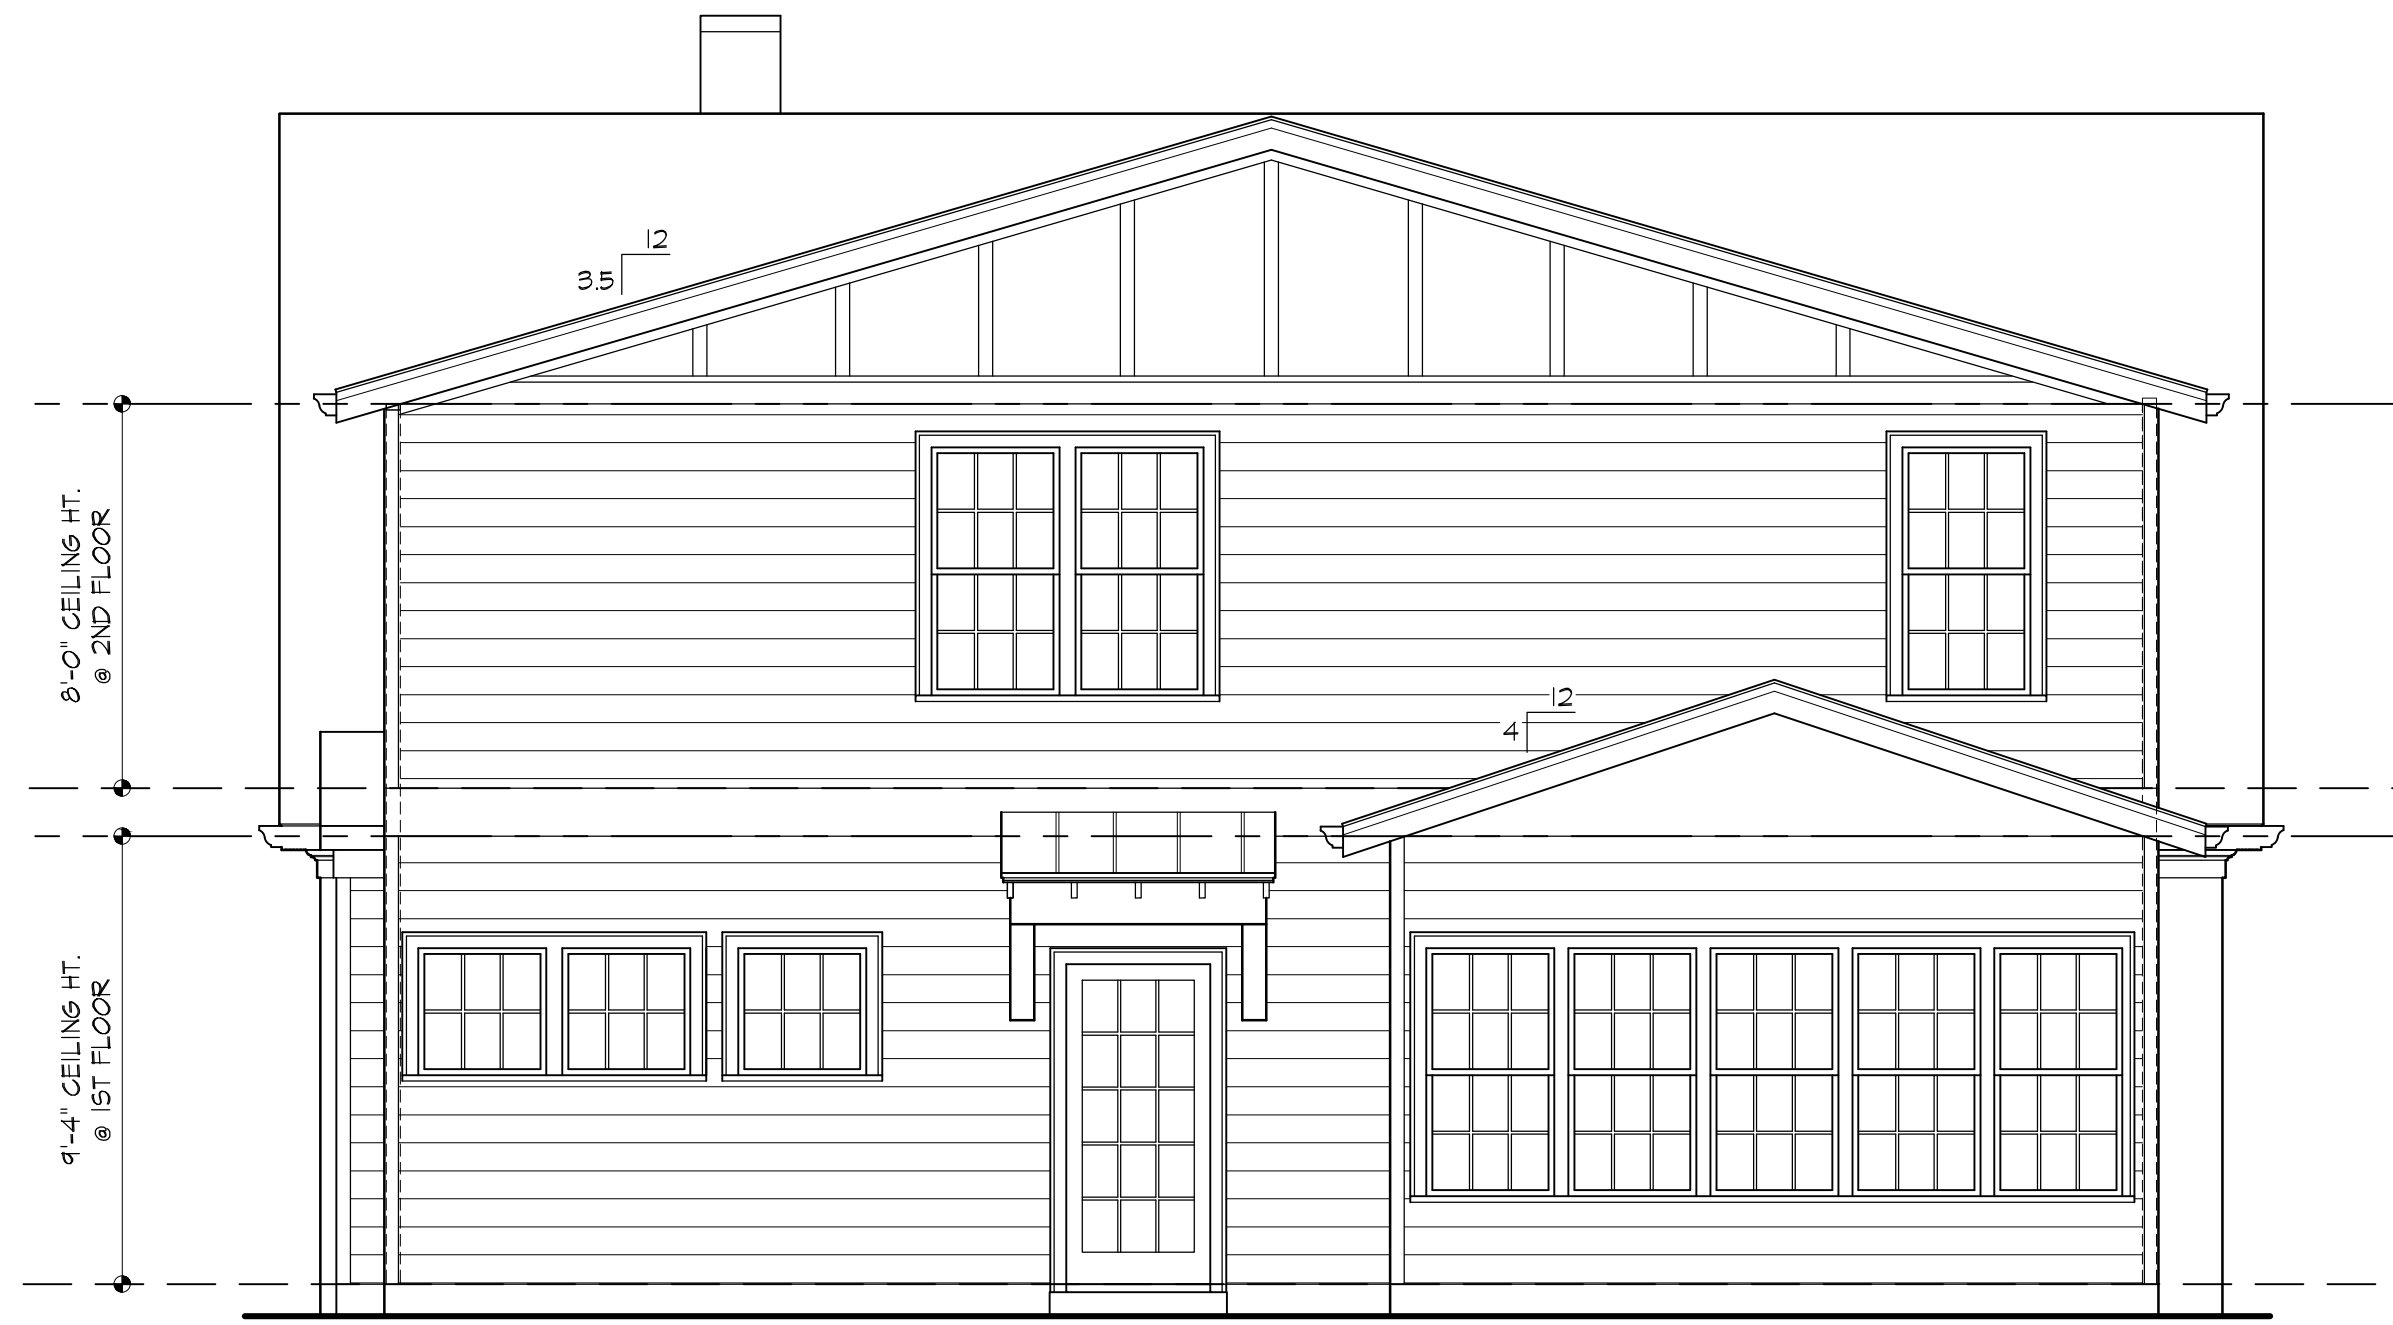 12
3.5
8'-0" CEILING HT.
@ 2ND FLOOR
12
4
9'-4" CEILING HT.
@ 1ST FLOOR